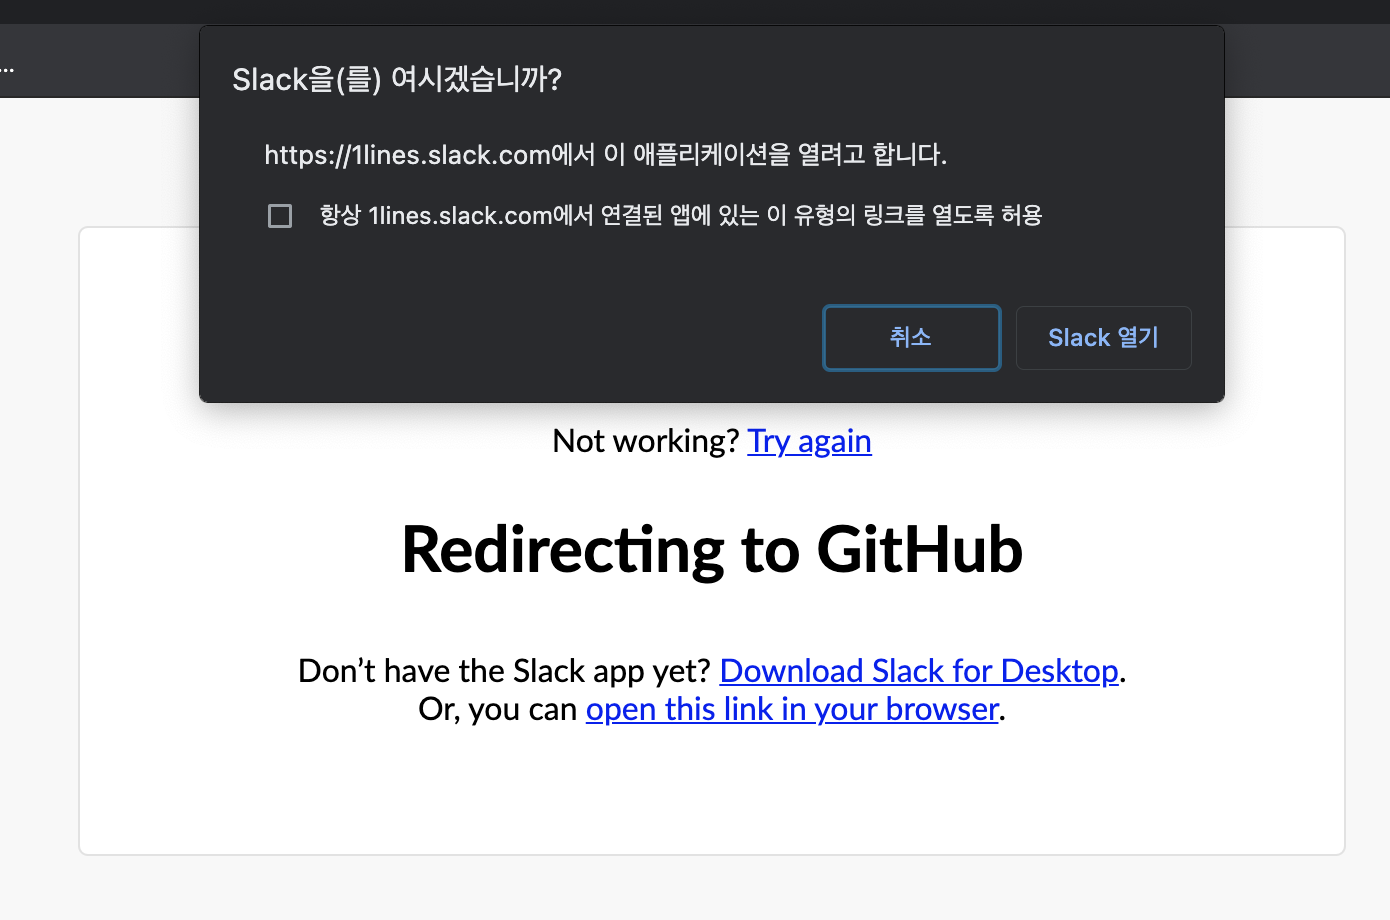 ...
Slack을(를) 여시겠습니까?
https://1lines.slack.com에서 이 애플리케이션을 열려고 합니다.
항상 1lines.slack.com에서 연결된 앱에 있는 이 유형의 링크를 열도록 허용
취소 Slack 열기
Not working? Try again
Redirecting to GitHub
Don’t have the Slack app yet? Download Slack for Desktop.
Or, you can open this link in your browser.